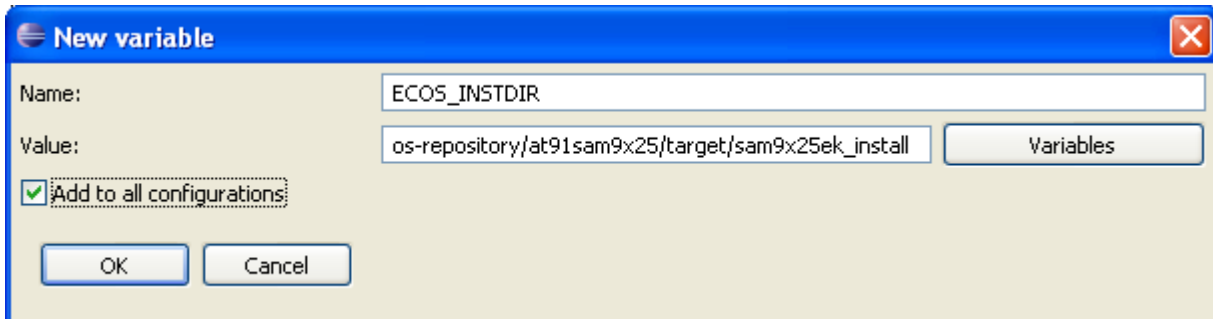 New variable
Name: ECOS_INSTDIR
Value: os-repository/at91sam9x25/target/sam9x25ek_install Variables
Add to all configurations
OK Cancel